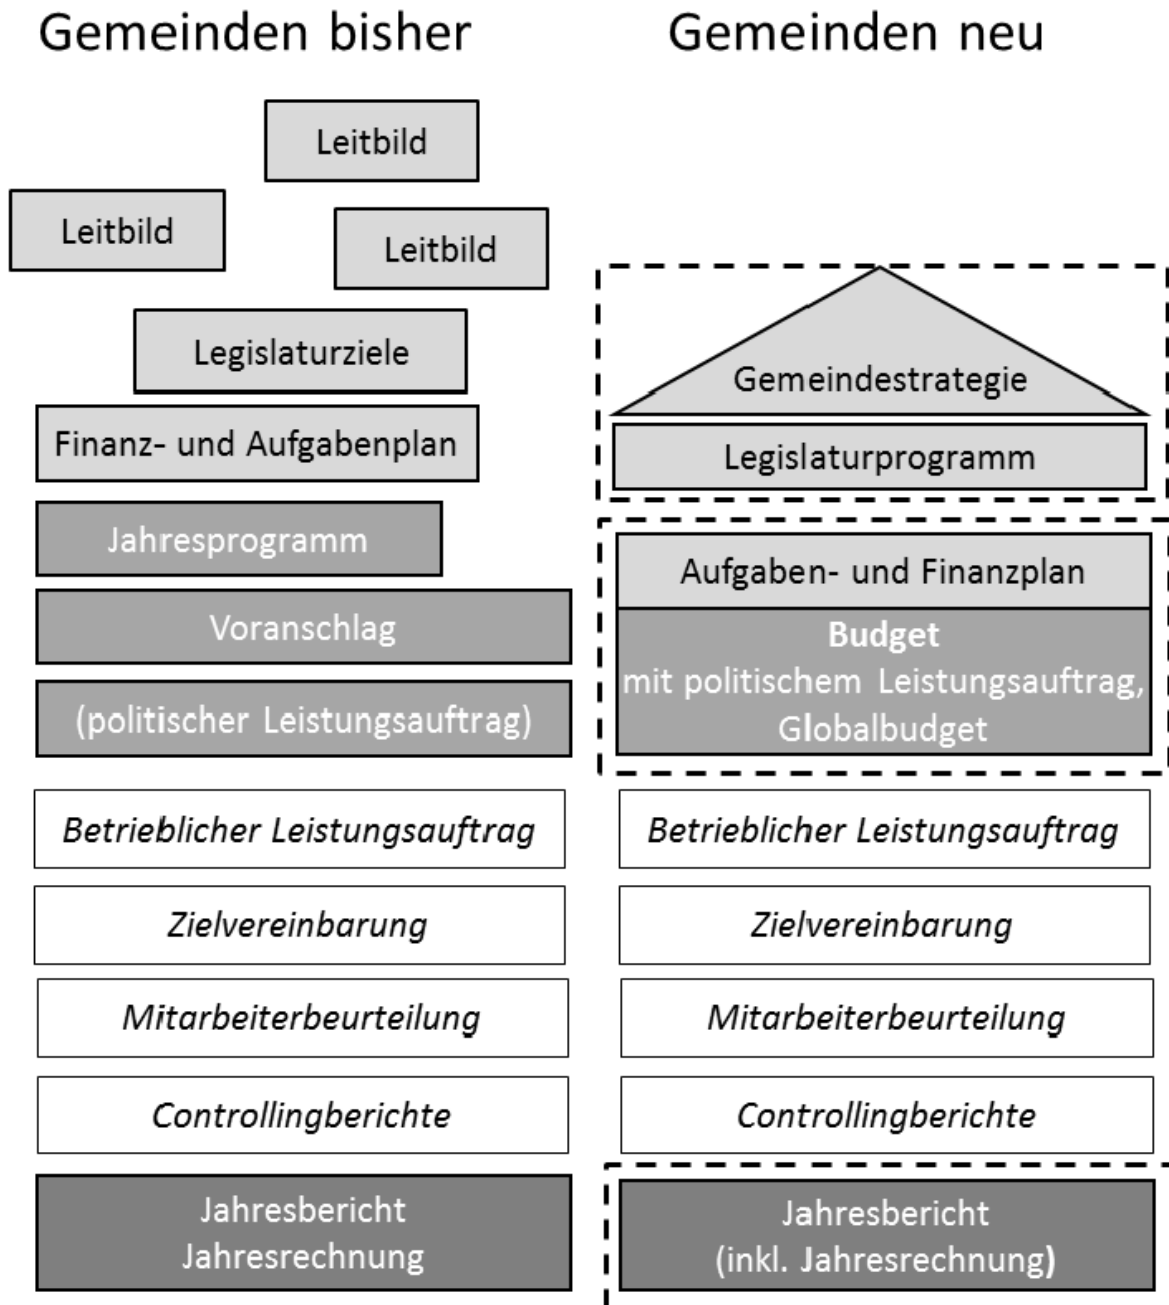 Gemeinden bisher
Leitbild
Leitbild
Leitbild
Legislaturziele
Finanz- und Aufgabenplan
Jahresprogramm
Voranschlag
(politischer Leistungsauftrag)
Betrieblicher Leistungsauftrag
Zielvereinbarung
Mitarbeiterbeurteilung
Controllingberichte
Jahresbericht
Jahresrechnung
Gemeinden neu
Gemeindestrategie
Legislaturprogramm
Aufgaben- und Finanzplan
Budget
mit politischem Leistungsauftrag,
Globalbudget
Betrieblicher Leistungsauftrag
Zielvereinbarung
Mitarbeiterbeurteilung
Controllingberichte
Jahresbericht
(inkl. Jahresrechnung)